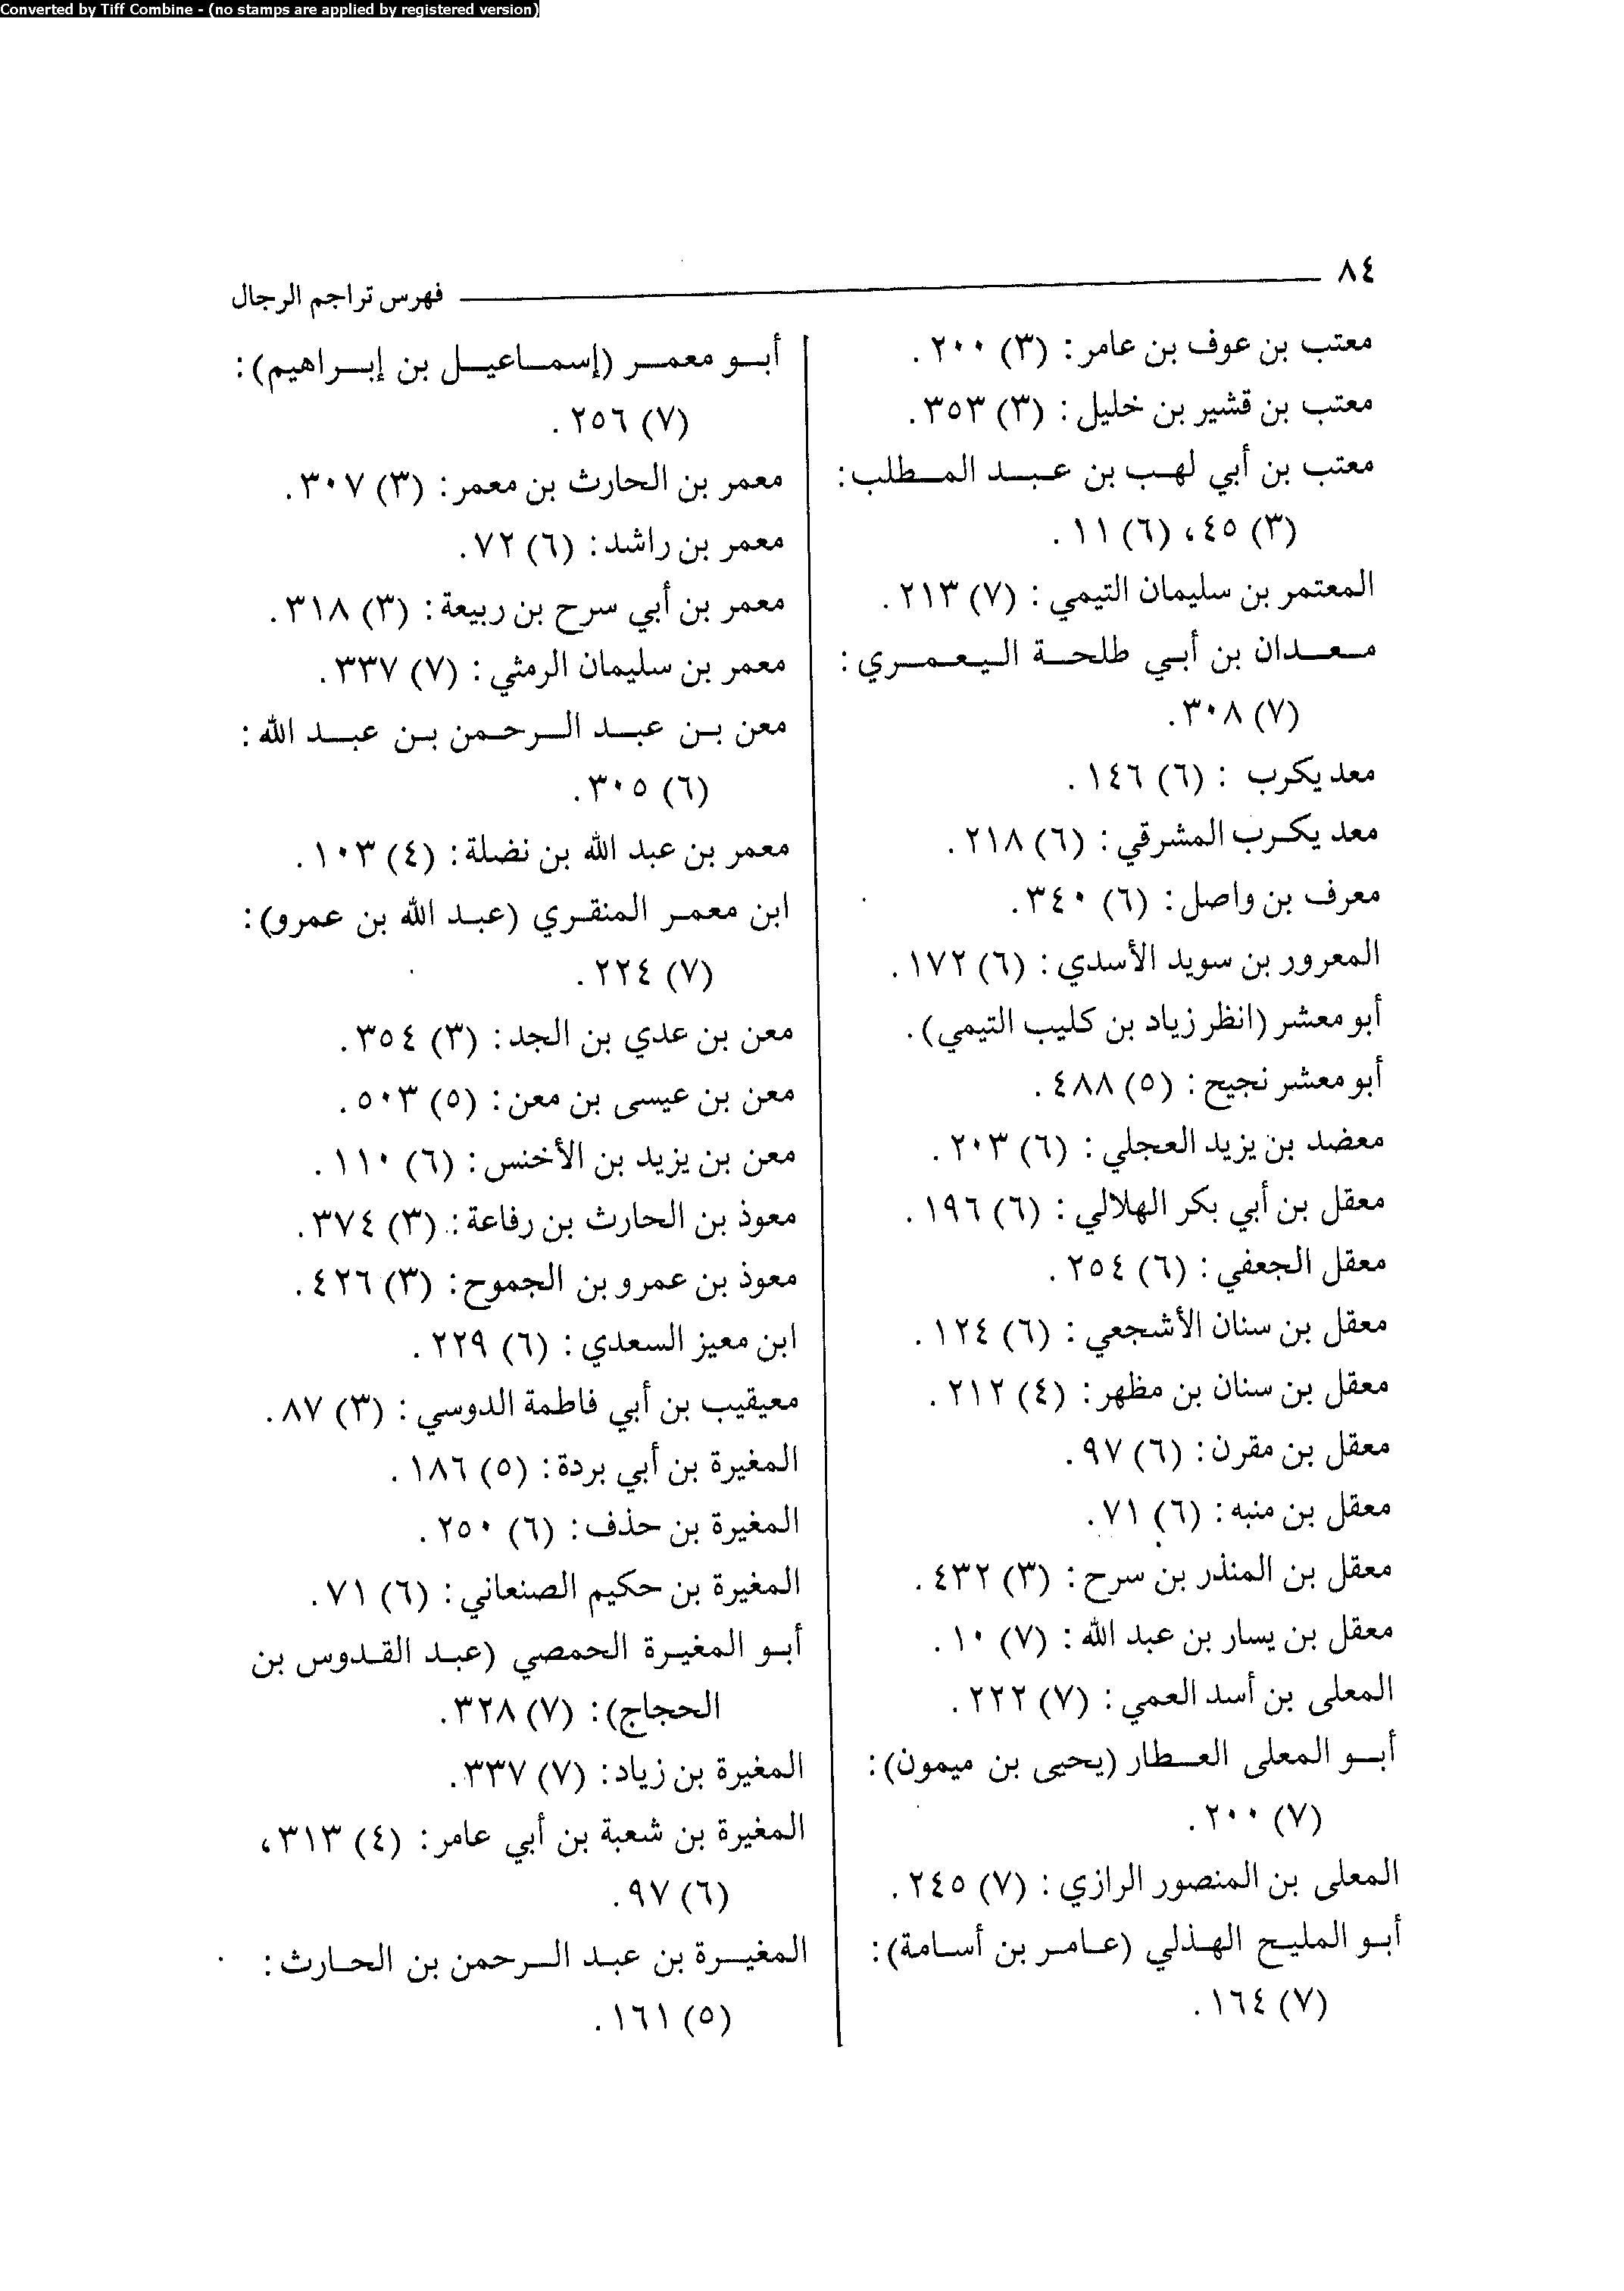 Converted by Tiff Combine - (no stamps are applied by registered version)
٨٤
فهرس تراجم الرجال
معتب بن عوف بن عامر: (٣) ٢٠٠.
معتب بن قشير بن خليل: (٣) ٣٥٣.
معتب بن أبي لهب بن عبد المطلب:
(٣) ٤٥، (٦) ١١.
المعتمر بن سليمان التيمي: (٧) ٢١٣.
معدان بن أبي طلحة اليعمري:
(٧) ٣٠٨.
معد يكرب : (٦) ١٤٦.
معد يكرب المشرقي: (٦) ٢١٨.
معرف بن واصل: (٦) ٣٤٠.
المعرور بن سويد الأسدي: (٦) ١٧٢.
أبو معشر (انظر زياد بن كليب التيمي).
أبو معشر نجيح: (٥) ٤٨٨.
معضد بن يزيد العجلي: (٦) ٢٠٣.
معقل بن أبي بكر الهلالي: (٦) ١٩٦.
معقل الجعفي: (٦) ٢٥٤.
معقل بن سنان الأشجعي: (٦) ١٢٤.
معقل بن سنان بن مظهر: (٤) ٢١٢.
معقل بن مقرن: (٦) ٩٧.
معقل بن منبه: (٦) ٧١.
معقل بن المنذر بن سرح: (٣) ٤٣٢.
معقل بن يسار بن عبد الله: (٧) ١٠.
المعلى بن أسد العمي: (٧) ٢٢٢.
أبو المعلى العطار (يحيى بن ميمون):
(٧) ٢٠٠.
المعلى بن المنصور الرازي: (٧) ٢٤٥.
أبو المليح الهذلي (عامر بن أسامة):
(٧) ١٦٤.
أبو معمر (إسماعيل بن إبراهيم):
(٧) ٢٥٦.
معمر بن الحارث بن معمر: (٣) ٣٠٧.
معمر بن راشد: (٦) ٧٢.
معمر بن أبي سرح بن ربيعة: (٣) ٣١٨.
معمر بن سليمان الرمثي: (٧) ٣٣٧.
معن بن عبد الرحمن بن عبد الله:
(٦) ٣٠٥.
معمر بن عبد الله بن نضلة: (٤) ١٠٣.
ابن معمر المنقري (عبد الله بن عمرو):
(٧) ٢٢٤.
معن بن عدي بن الجد: (٣) ٣٥٤.
معن بن عيسى بن معن: (٥) ٥٠٣.
معن بن يزيد بن الأخنس: (٦) ١١٠.
معوذ بن الحارث بن رفاعة: (٣) ٣٧٤.
معوذ بن عمرو بن الجموح: (٣) ٤٢٦.
ابن معيز السعدي: (٦) ٢٢٩.
معيقيب بن أبي فاطمة الدوسي: (٣) ٨٧.
المغيرة بن أبي بردة: (٥) ١٨٦.
المغيرة بن حذف: (٦) ٢٥٠.
المغيرة بن حكيم الصنعاني: (٦) ٧١.
أبو المغيرة الحمصي (عبد القدوس بن
الحجاج): (٧) ٣٢٨.
المغيرة بن زياد: (٧) ٣٣٧.
المغيرة بن شعبة بن أبي عامر: (٤) ٣١٣،
(٦) ٩٧.
المغيرة بن عبد الرحمن بن الحارث:
(٥) ١٦١.